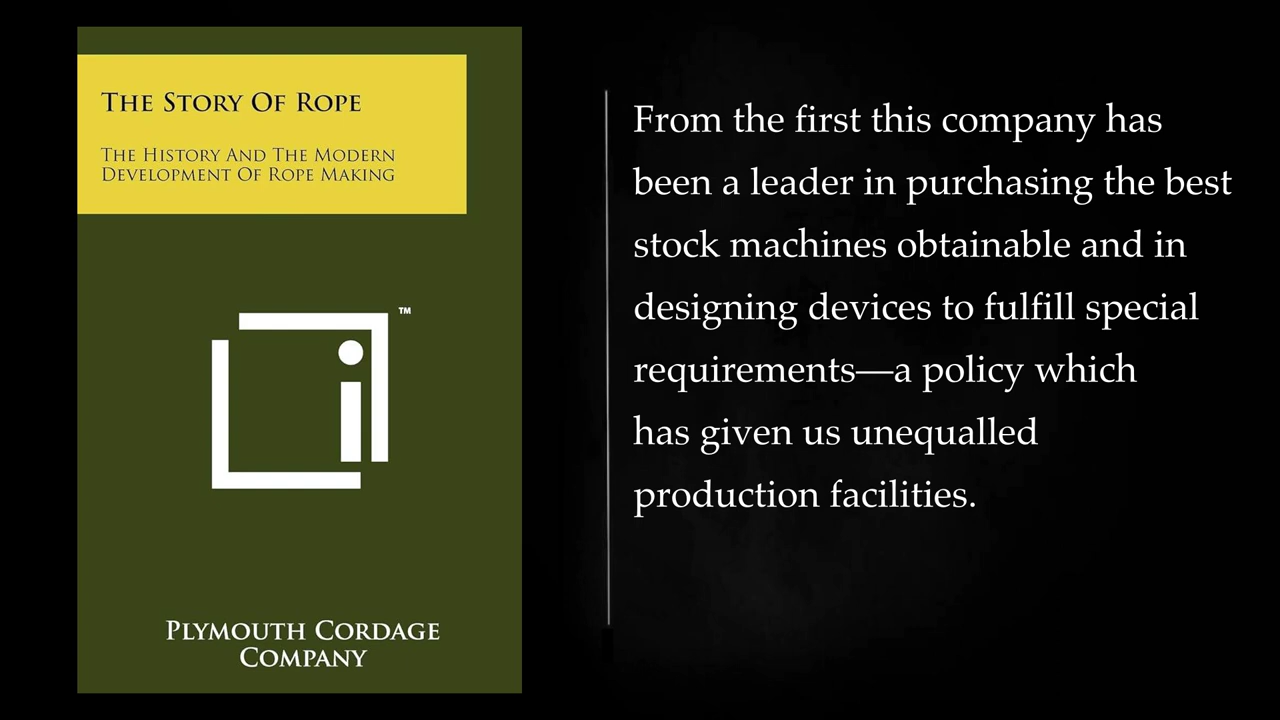 THE STORY OF ROPE
THE HISTORY AND THE MODERN
DEVELOPMENT OF ROPE MAKING
TM
PLYMOUTH CORDAGE
COMPANY
From the first this company has
been a leader in purchasing the best
stock machines obtainable and in
designing devices to fulfill special
requirements—a policy which
has given us unequalled
production facilities.